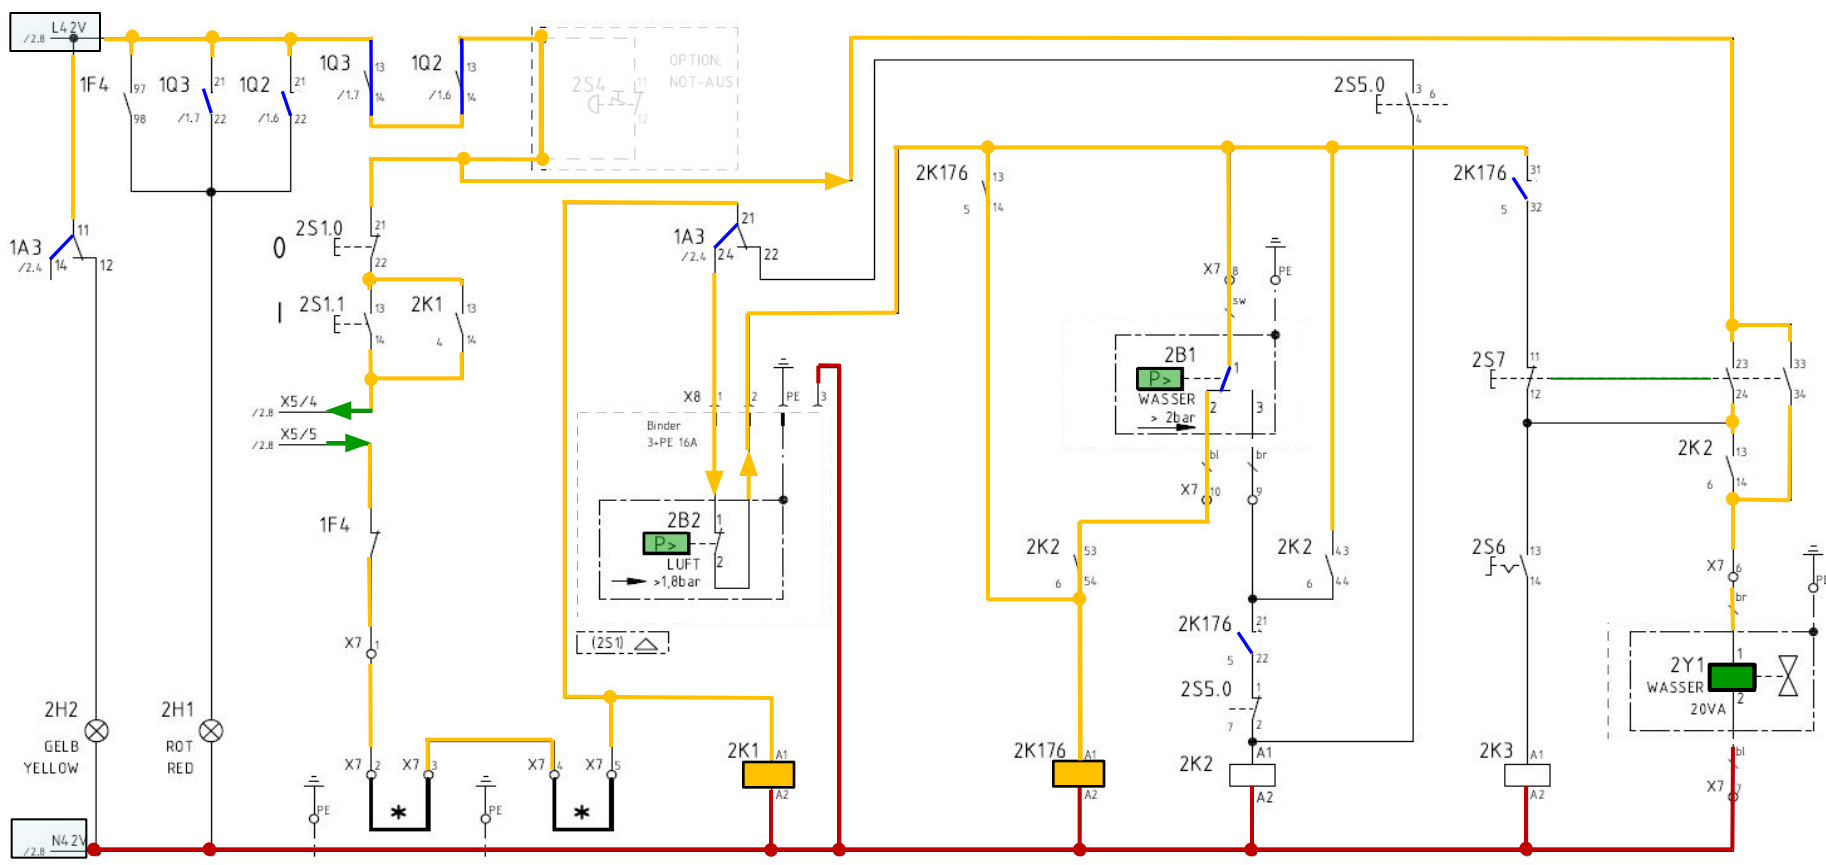 L42V
/2.8
1F4
97
98
1Q3
21
/1.7
22
1Q2
21
/1.6
22
1Q3
13
/1.7
14
1Q2
13
/1.6
14
OPTION:
NOT-AUS
2S4
11
12
2S5.0
3
6
4
1A3
/2.4
11
14
12
0
2S1.0
21
22
I
2S1.1
13
14
2K1
13
4
14
X5/4
/2.8
X5/5
/2.8
1F4
X7
1
1A3
/2.4
21
24
22
X8
1
2
PE
3
Binder
3+PE 16A
2B2
1
P>
LUFT
2
>1,8bar
(2S1)
2K176
13
5
14
X7
8
PE
sw
2B1
1
P>
WASSER
> 2bar
2
3
bl
br
X7
10
9
2K2
53
6
54
2K2
43
6
44
2K176
21
5
22
2S5.0
1
7
2
2K176
31
5
32
2S7
11
12
23
24
33
34
2K2
13
6
14
2S6
13
14
X7
6
br
PE
2Y1
1
WASSER
2
20VA
bl
X7
7
2H2
GELB
YELLOW
2H1
ROT
RED
X7
2
X7
3
X7
4
X7
5
*
*
PE
PE
2K1
A1
A2
2K176
A1
A2
2K2
A1
A2
2K3
A1
A2
N42V
/2.8